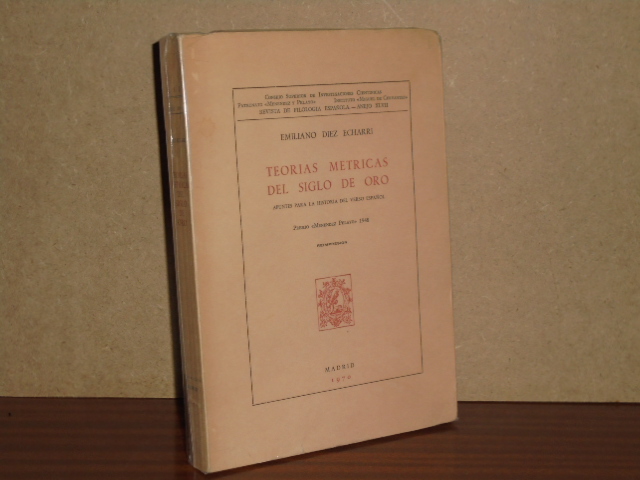 Consejo Superior de Investigaciones Científicas
Patronato «Menéndez y Pelayo» Instituto «Miguel de Cervantes»
REVISTA DE FILOLOGÍA ESPAÑOLA.—ANEJO XLVII
EMILIANO DIEZ ECHARRI
TEORIAS METRICAS
DEL SIGLO DE ORO
APUNTES PARA LA HISTORIA DEL VERSO ESPAÑOL
Premio «Menéndez Pelayo» 1948
REIMPRESIÓN
MADRID
1970